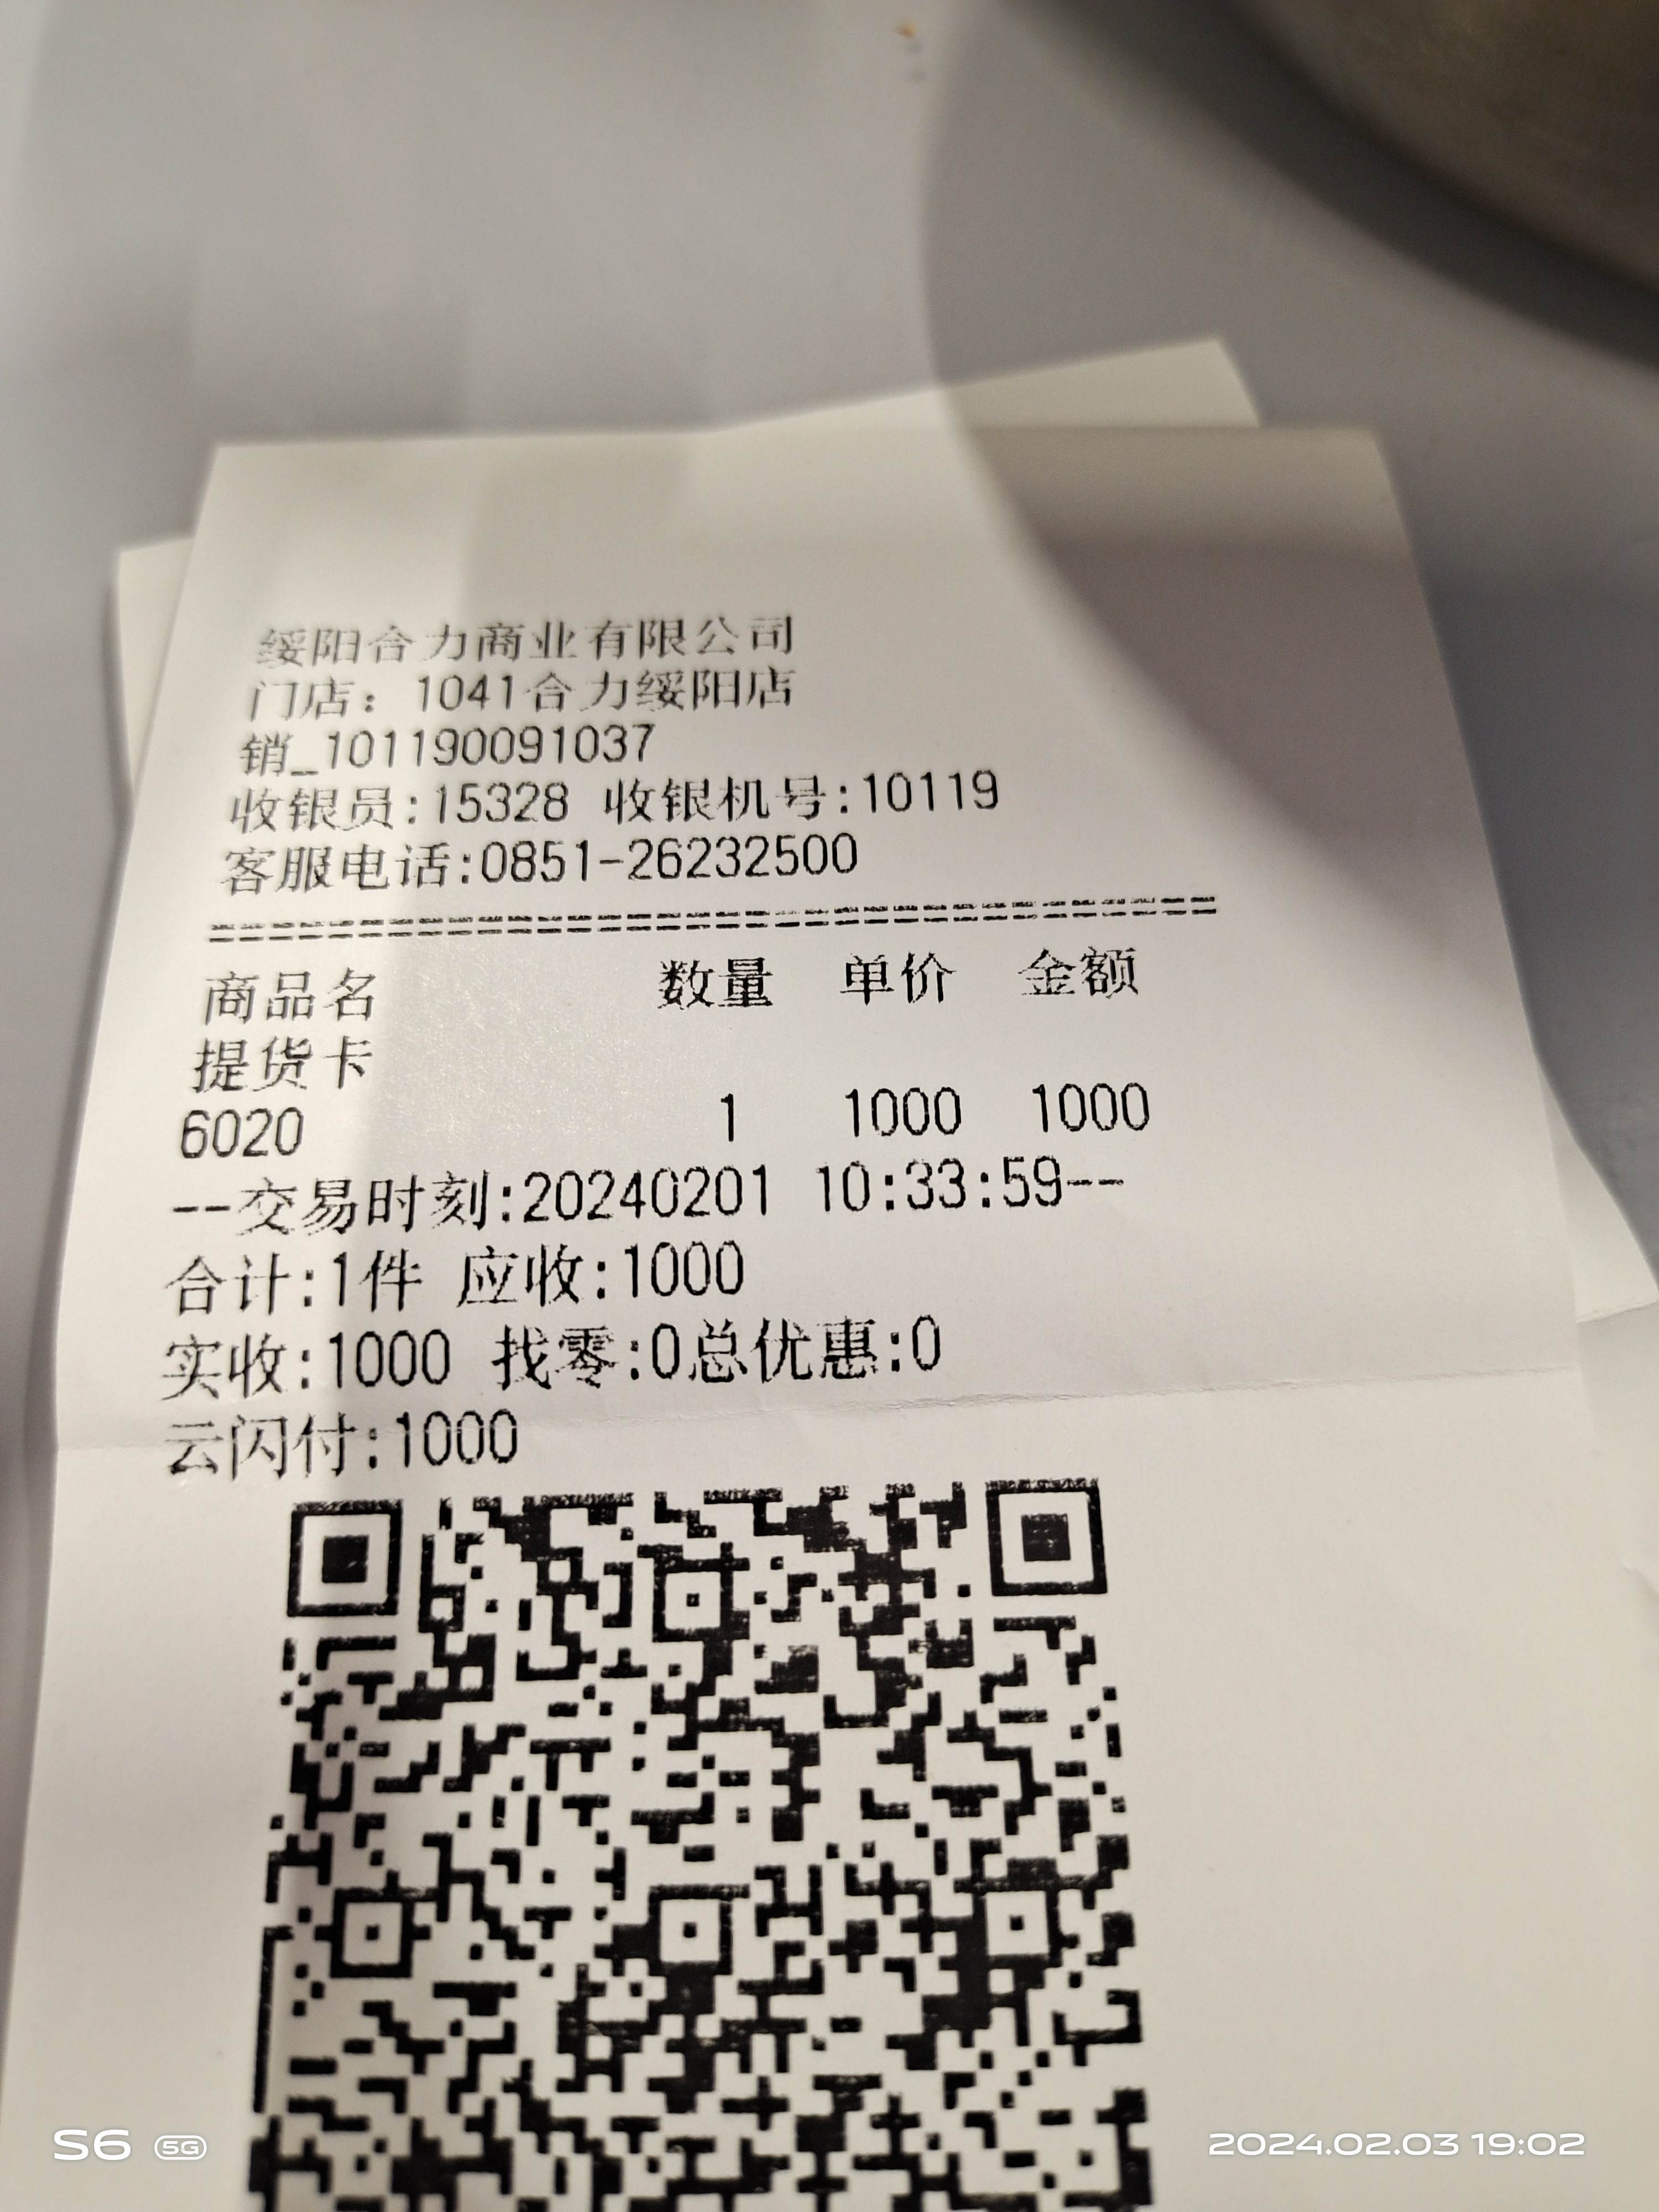 绥阳合力商业有限公司
门店：1041合力绥阳店
销_101190091037
收银员:15328 收银机号:10119
客服电话:0851-26232500
商品名 数量 单价 金额
提货卡
6020 1 1000 1000
--交易时刻:20240201 10:33:59--
合计:1件 应收:1000
实收:1000 找零:0总优惠:0
云闪付:1000
S6 5G
2024.02.03 19:02